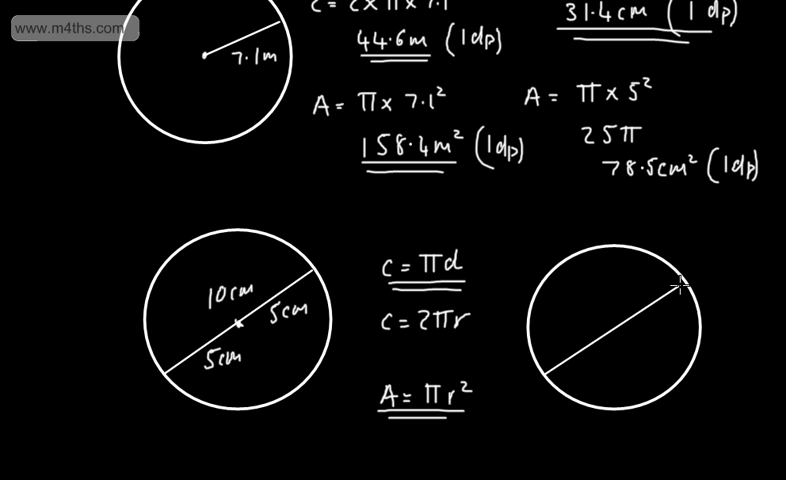 www.m4ths.com
C = 2 × π × 7.1
44.6m (1dp)
7.1m
A = π × 7.1²
158.4m² (1dp)
31.4cm (1dp)
A = π × 5²
25π
78.5cm² (1dp)
10cm
5cm
5cm
C = πd
C = 2πr
A = πr²